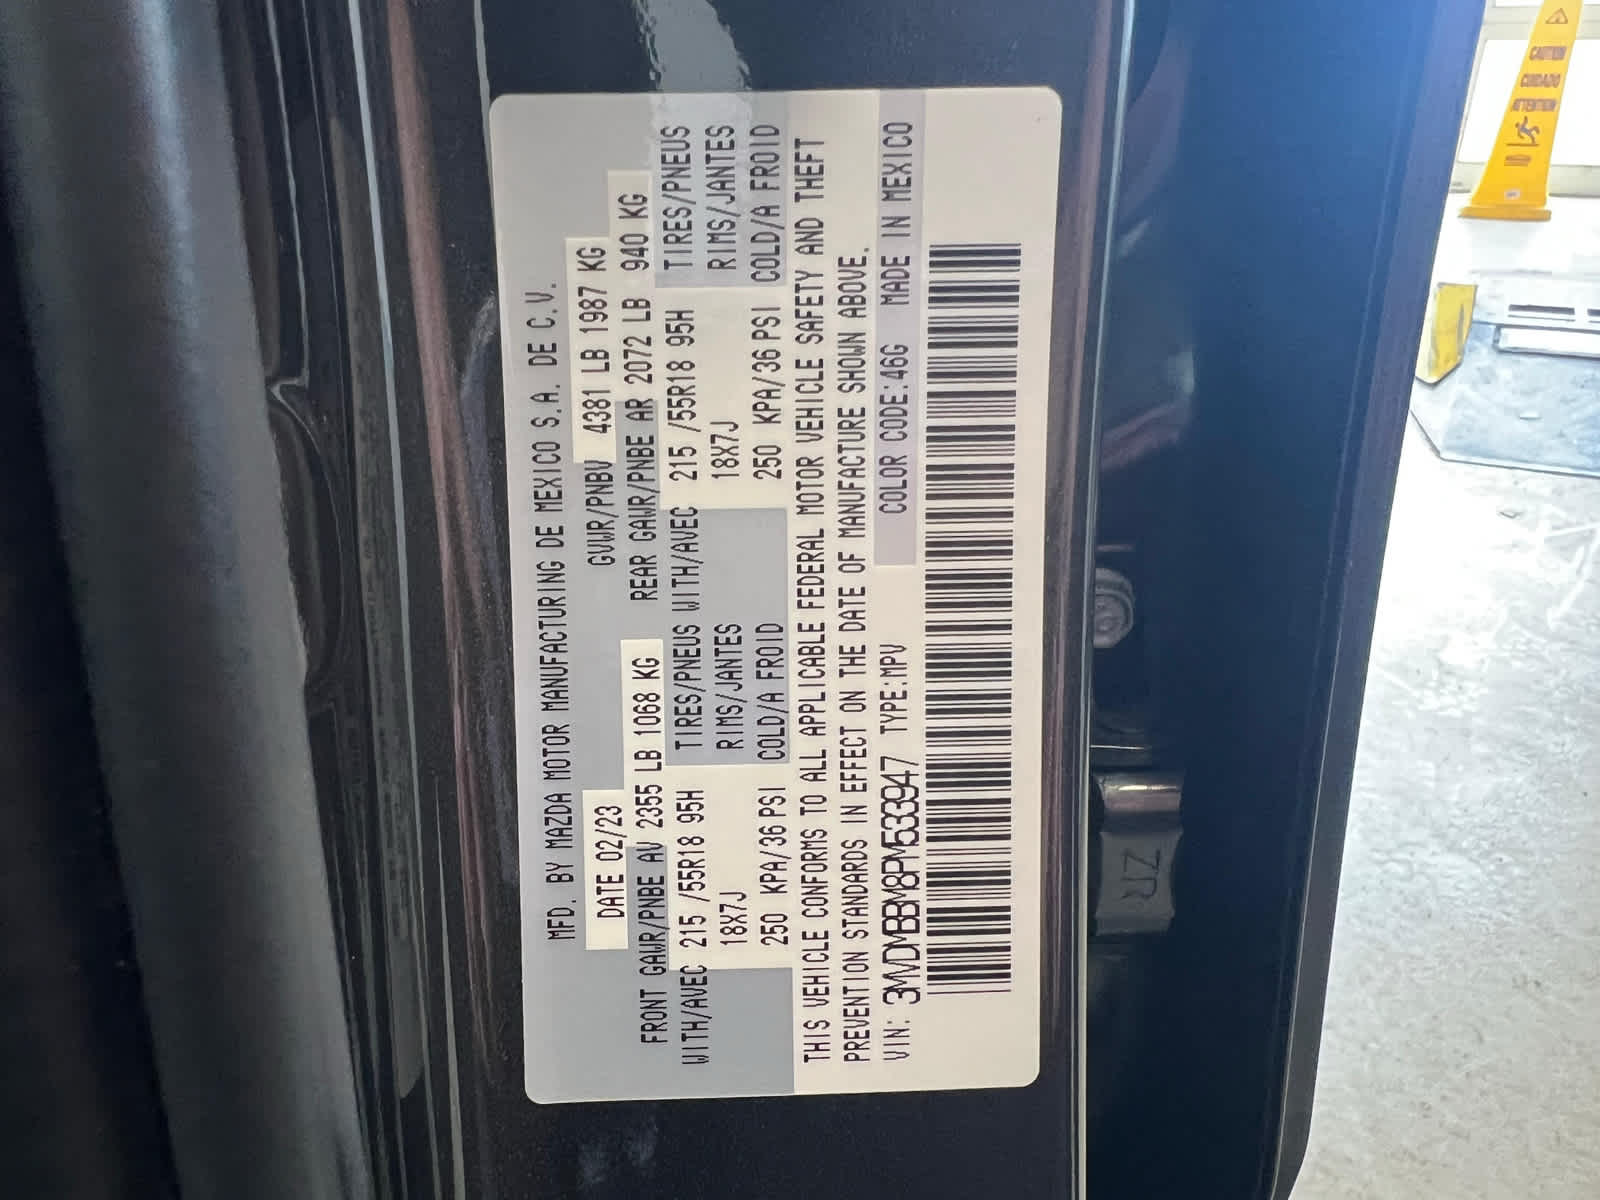 MFD. BY MAZDA MOTOR MANUFACTURING DE MEXICO S.A. DE C.V.
DATE 02/23 GVWR/PNBV 4381 LB 1987 KG
FRONT GAWR/PNBE AV 2355 LB 1068 KG REAR GAWR/PNBE AR 2072 LB 940 KG
WITH/AVEC 215 /55R18 95H TIRES/PNEUS WITH/AVEC 215 /55R18 95H TIRES/PNEUS
18X7J RIMS/JANTES 18X7J RIMS/JANTES
250 KPA/36 PSI COLD/A FROID 250 KPA/36 PSI COLD/A FROID
THIS VEHICLE CONFORMS TO ALL APPLICABLE FEDERAL MOTOR VEHICLE SAFETY AND THEFT
PREVENTION STANDARDS IN EFFECT ON THE DATE OF MANUFACTURE SHOWN ABOVE.
VIN: 3MVDMBBM8PM533947 TYPE:MPV COLOR CODE:46G MADE IN MEXICO
ZR
CAUTION
CUIDADO
ATTENTION